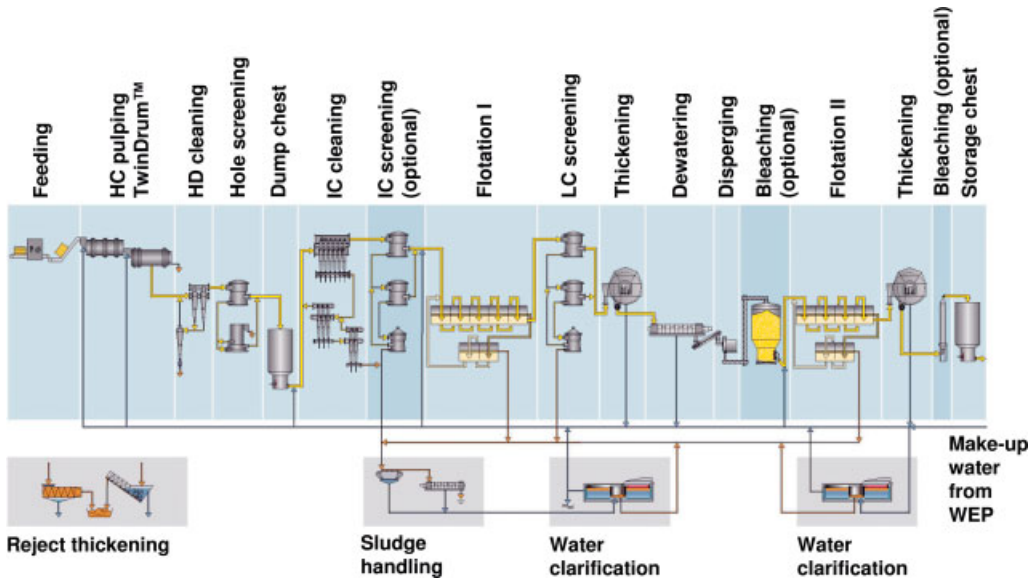 Feeding
HC pulping
TwinDrum™
HD cleaning
Hole screening
Dump chest
IC cleaning
IC screening
(optional)
Flotation I
LC screening
Thickening
Dewatering
Disperging
Bleaching
(optional)
Flotation II
Thickening
Bleaching (optional)
Storage chest
Make-up
water
from
WEP
Reject thickening
Sludge
handling
Water
clarification
Water
clarification